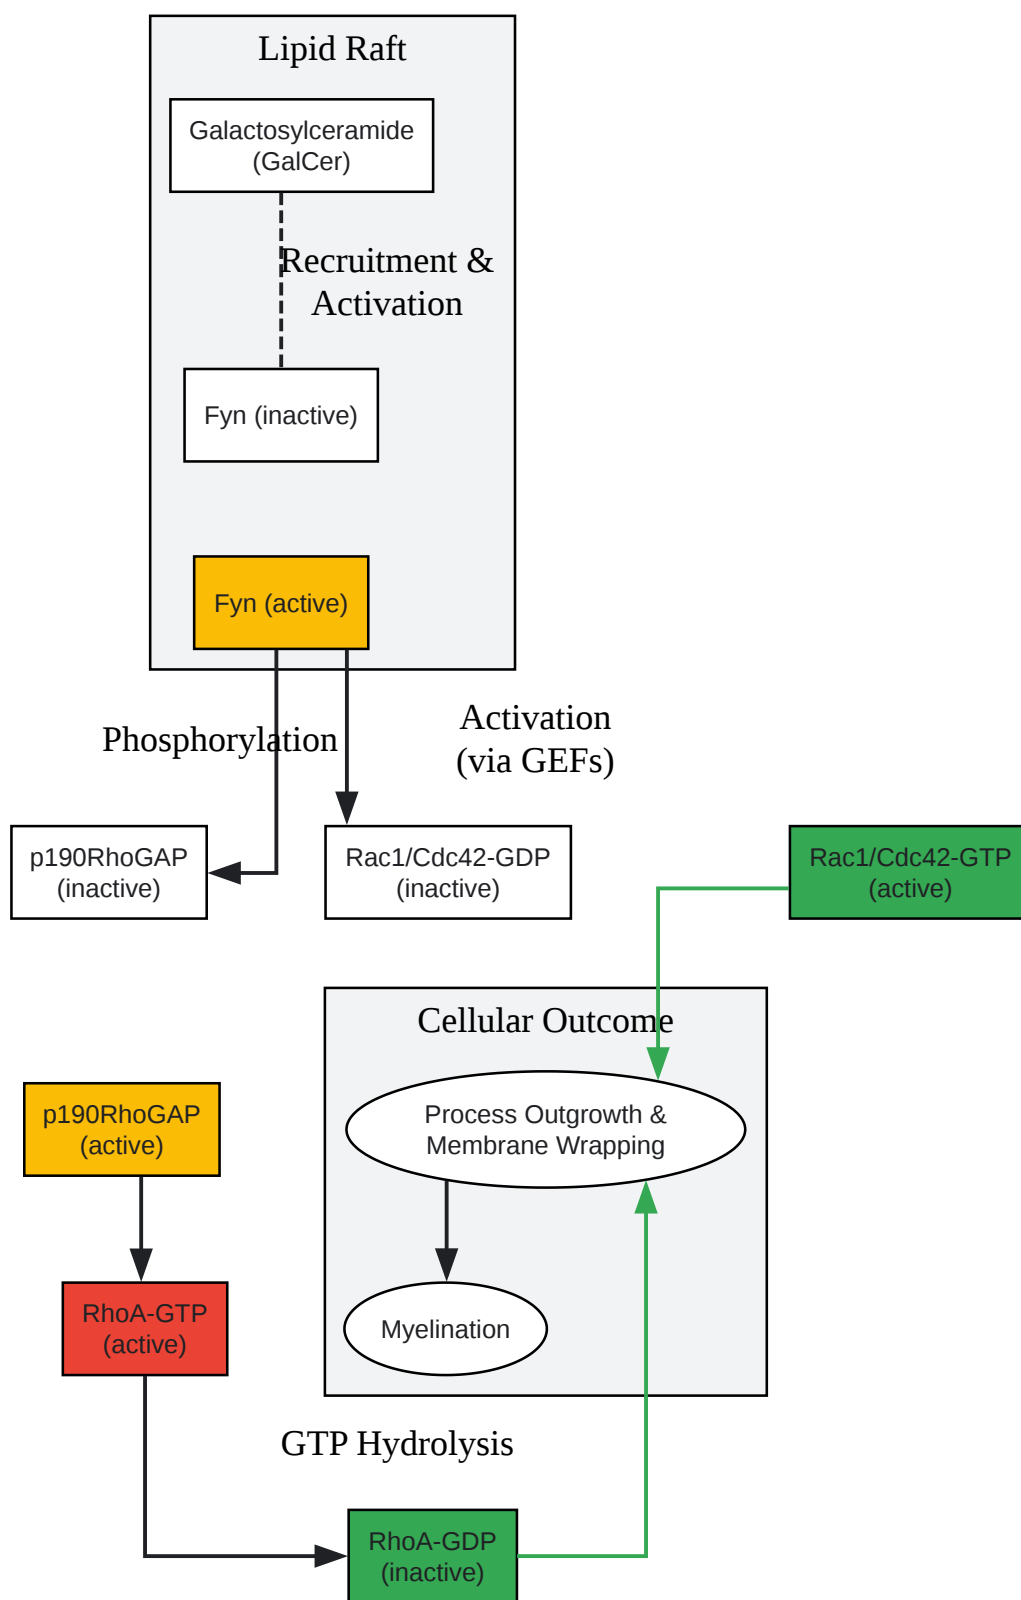 Lipid Raft
Galactosylceramide
(GalCer)
Recruitment &
Activation
Fyn (inactive)
Fyn (active)
Phosphorylation
Activation
(via GEFs)
p190RhoGAP
(inactive)
Rac1/Cdc42-GDP
(inactive)
Rac1/Cdc42-GTP
(active)
Cellular Outcome
p190RhoGAP
(active)
Process Outgrowth &
Membrane Wrapping
RhoA-GTP
(active)
Myelination
GTP Hydrolysis
RhoA-GDP
(inactive)